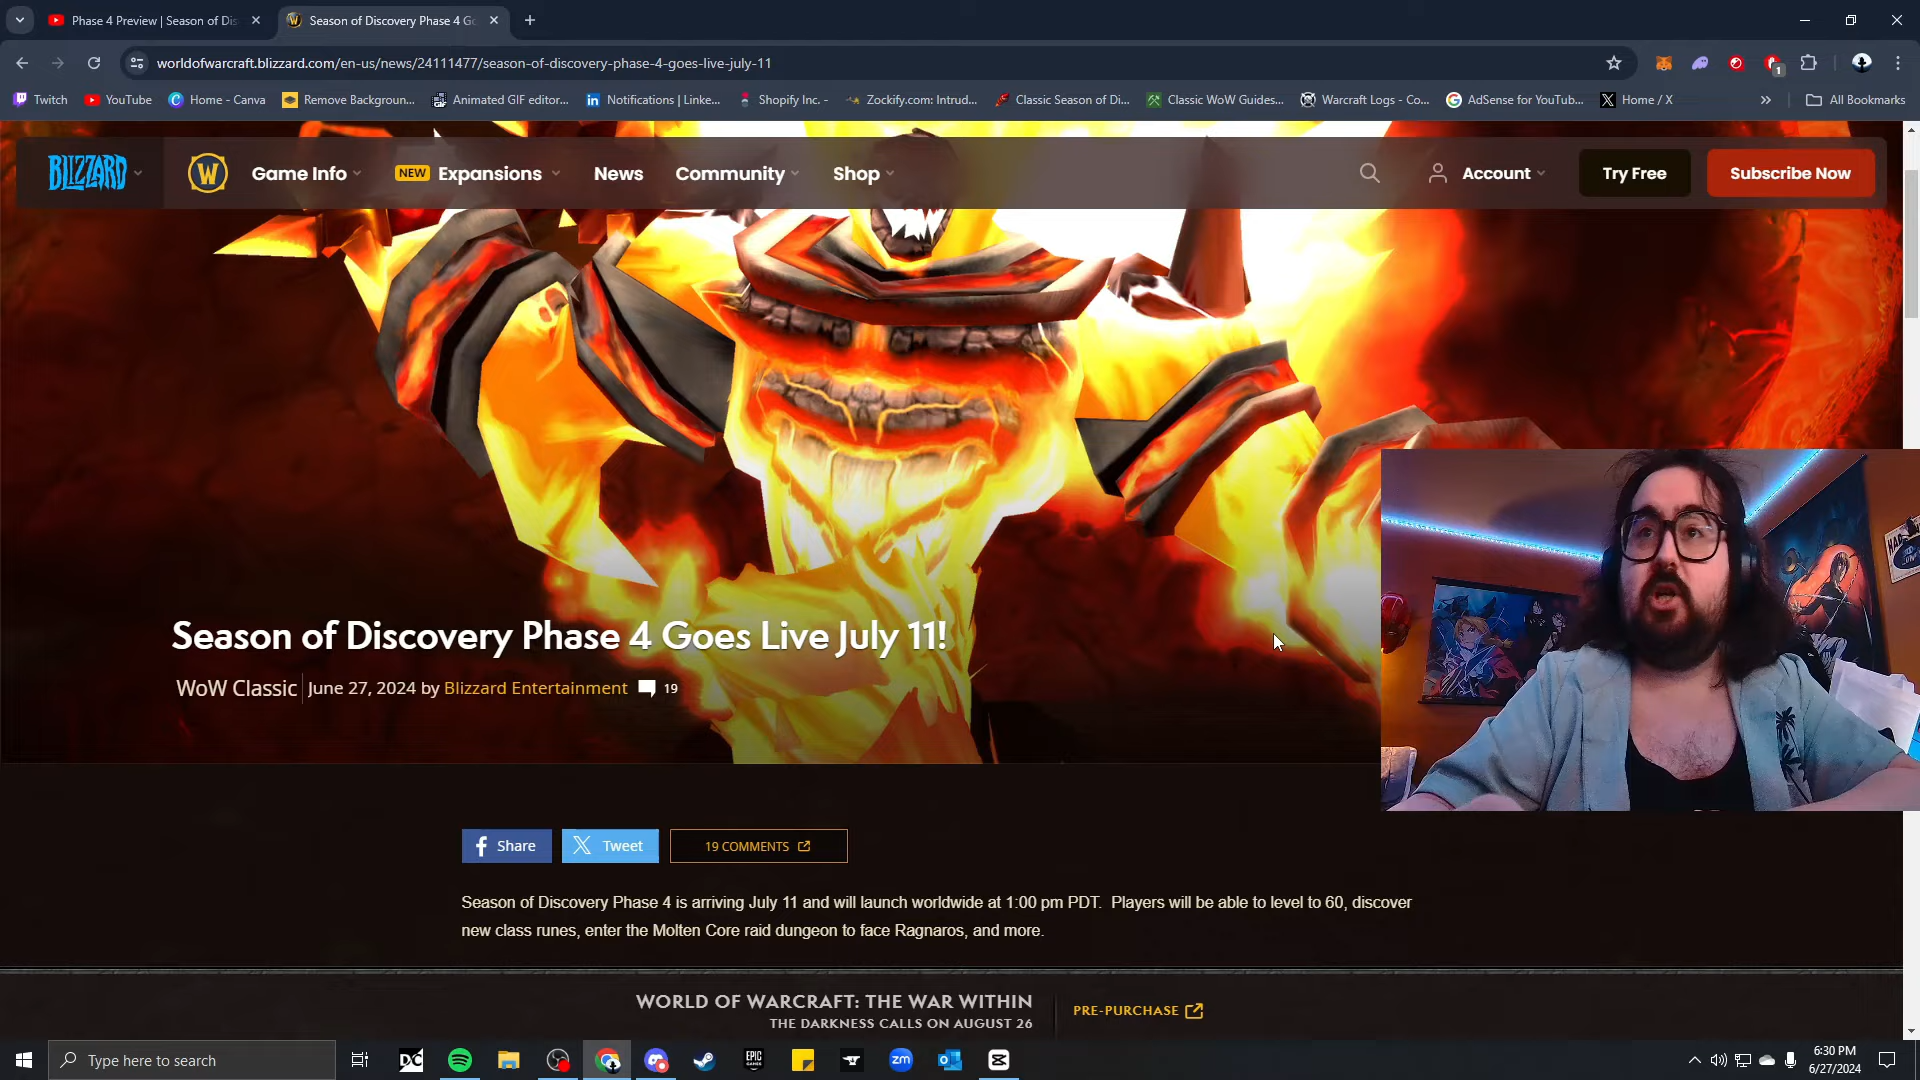 Phase 4 Preview | Season of Dis
Season of Discovery Phase 4 Go
worldofwarcraft.blizzard.com/en-us/news/24111477/season-of-discovery-phase-4-goes-live-july-11
1
Twitch
YouTube
Home - Canva
Remove Backgroun...
Animated GIF editor...
Notifications | Linke...
Shopify Inc. -
Zockify.com: Intrud...
Classic Season of Di...
Classic WoW Guides...
Warcraft Logs - Co...
AdSense for YouTub...
Home / X
All Bookmarks
BLIZZARD
W
Game Info
NEW Expansions
News
Community
Shop
Account
Try Free
Subscribe Now
Season of Discovery Phase 4 Goes Live July 11!
WoW Classic | June 27, 2024 by Blizzard Entertainment 19
Share
Tweet
19 COMMENTS
Season of Discovery Phase 4 is arriving July 11 and will launch worldwide at 1:00 pm PDT. Players will be able to level to 60, discover
new class runes, enter the Molten Core raid dungeon to face Ragnaros, and more.
WORLD OF WARCRAFT: THE WAR WITHIN
THE DARKNESS CALLS ON AUGUST 26
PRE-PURCHASE
Type here to search
DC
EPIC
GAMES
zm
6:30 PM
6/27/2024